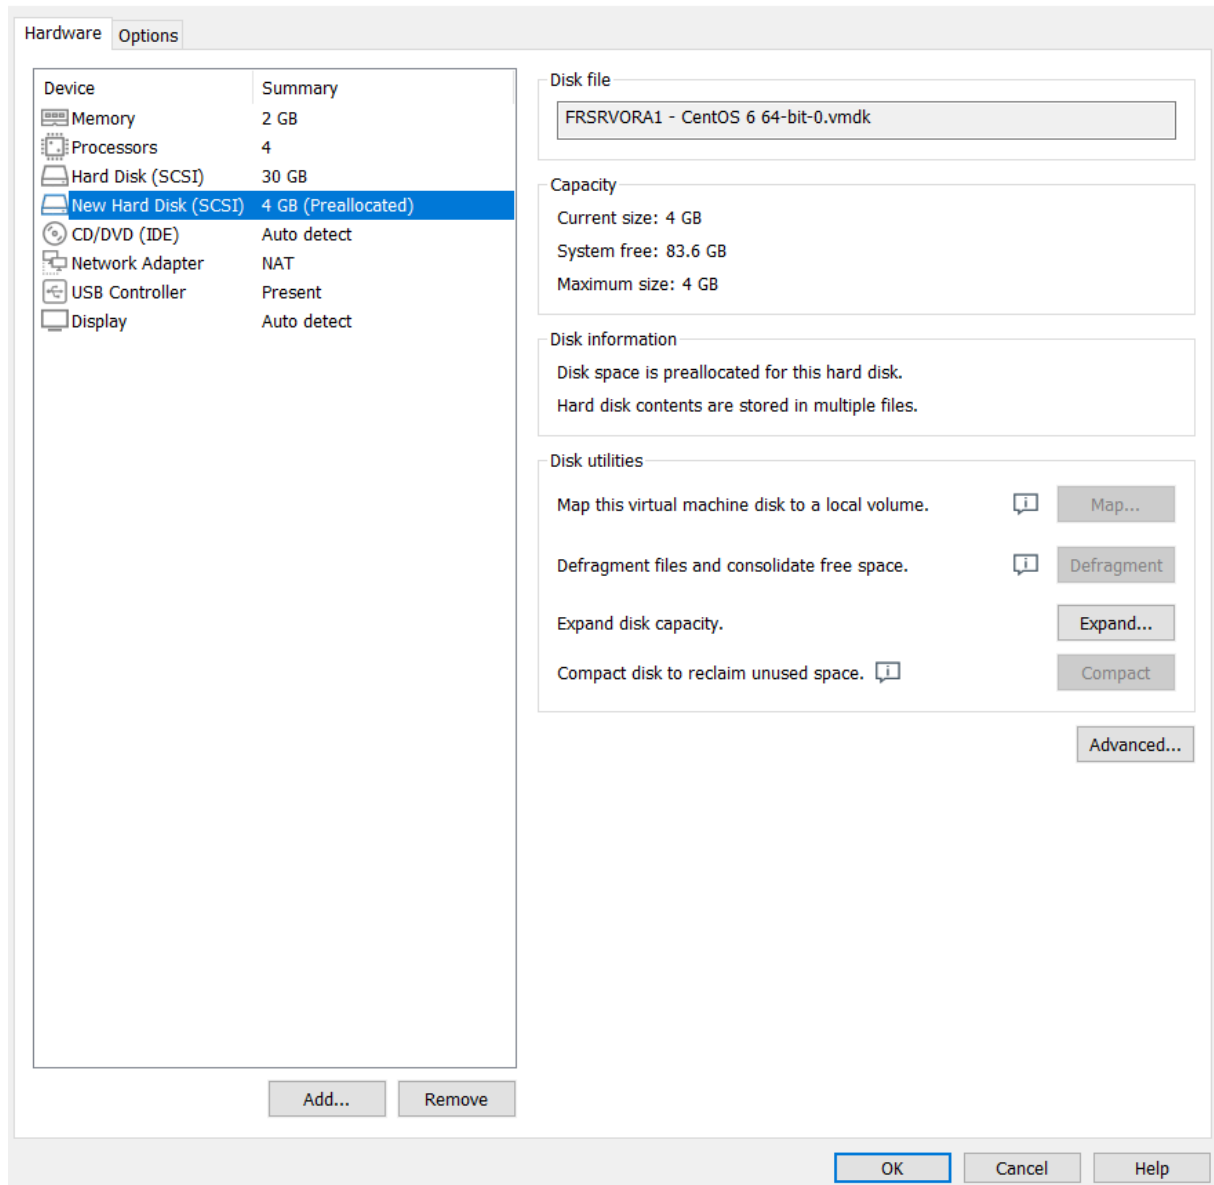 Hardware Options
Device Summary
Memory 2 GB
Processors 4
Hard Disk (SCSI) 30 GB
New Hard Disk (SCSI) 4 GB (Preallocated)
CD/DVD (IDE) Auto detect
Network Adapter NAT
USB Controller Present
Display Auto detect
Add... Remove
Disk file
FRSRVORA1 - CentOS 6 64-bit-0.vmdk
Capacity
Current size: 4 GB
System free: 83.6 GB
Maximum size: 4 GB
Disk information
Disk space is preallocated for this hard disk.
Hard disk contents are stored in multiple files.
Disk utilities
Map this virtual machine disk to a local volume. Map...
Defragment files and consolidate free space. Defragment
Expand disk capacity. Expand...
Compact disk to reclaim unused space. Compact
Advanced...
OK Cancel Help